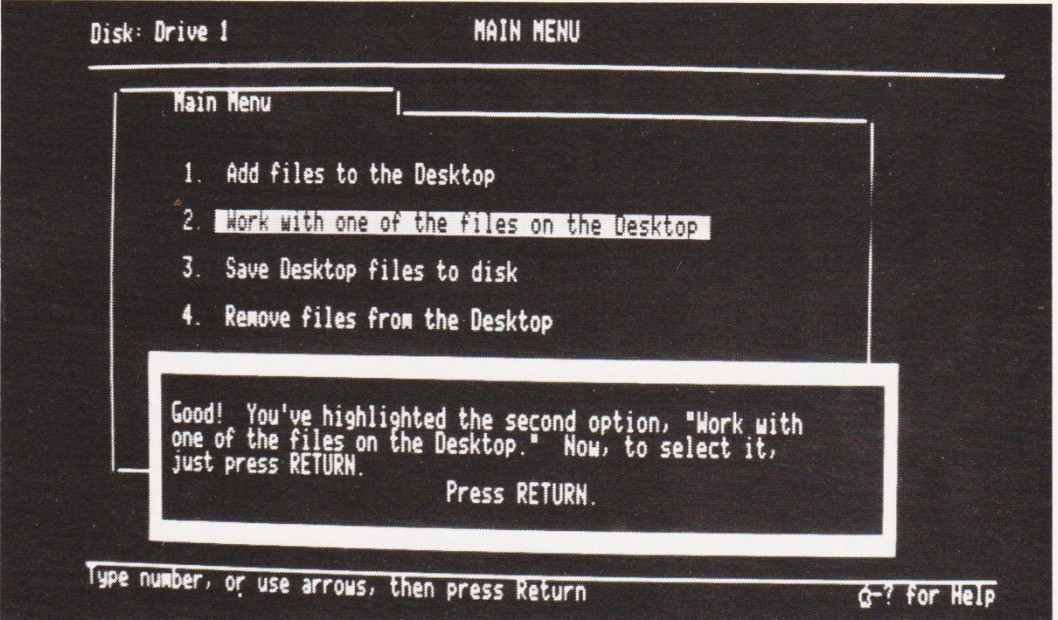 Disk: Drive 1 MAIN MENU
Main Menu
1. Add files to the Desktop
2. Work with one of the files on the Desktop
3. Save Desktop files to disk
4. Remove files from the Desktop
Good! You've highlighted the second option, "Work with
one of the files on the Desktop." Now, to select it,
just press RETURN.
Press RETURN.
Type number, or use arrows, then press Return -? for Help